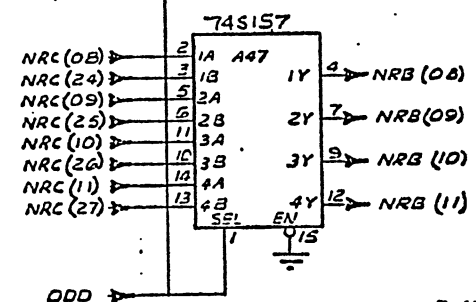 74S157
NRC(08) 2 1A A47
NRC(24) 3 1B 1Y 4 NRB(08)
NRC(09) 5 2A
NRC(25) 6 2B 2Y 7 NRB(09)
NRC(10) 11 3A
NRC(26) 10 3B 3Y 9 NRB(10)
NRC(11) 14 4A
NRC(27) 13 4B 4Y 12 NRB(11)
SEL EN
1 15
ODD